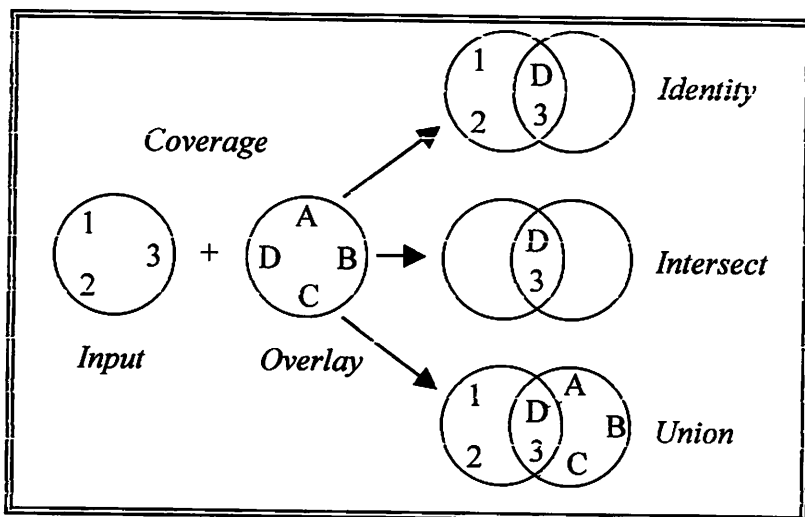 Coverage
1
2
3
+
A
D
B
C
Input
Overlay
1
2
D
3
Identity
D
3
Intersect
1
2
D
3
A
B
C
Union